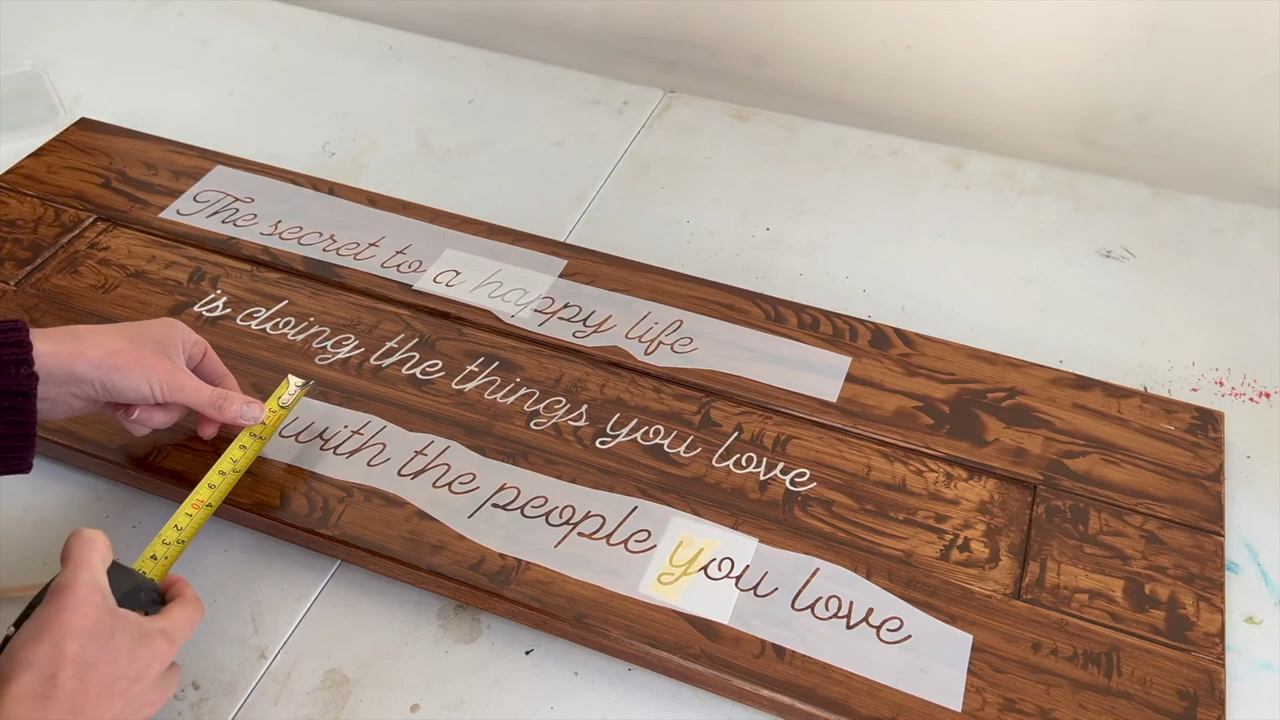 The secret to a happy life
is doing the things you love
with the people you love